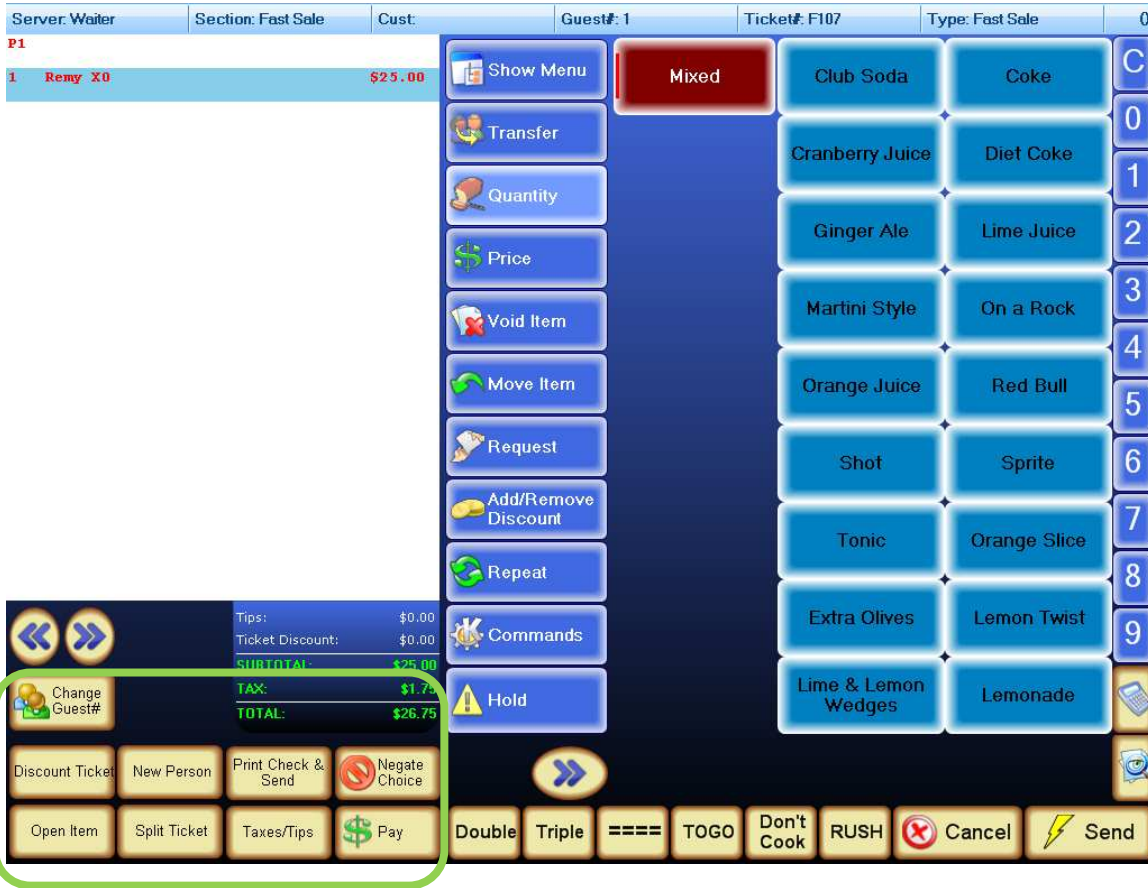 Server: Waiter Section: Fast Sale Cust: Guest#: 1 Ticket#: F107 Type: Fast Sale
P1
1 Remy XO $25.00
Show Menu
Transfer
Quantity
Price
Void Item
Move Item
Request
Add/Remove
Discount
Repeat
Commands
Hold
Mixed
Club Soda
Coke
Cranberry Juice
Diet Coke
Ginger Ale
Lime Juice
Martini Style
On a Rock
Orange Juice
Red Bull
Shot
Sprite
Tonic
Orange Slice
Extra Olives
Lemon Twist
Lime & Lemon
Wedges
Lemonade
C
0
1
2
3
4
5
6
7
8
9
Tips: $0.00
Ticket Discount: $0.00
SUBTOTAL: $25.00
TAX: $1.75
TOTAL: $26.75
Change
Guest#
Discount Ticket
New Person
Print Check &
Send
Negate
Choice
Open Item
Split Ticket
Taxes/Tips
Pay
Double
Triple
====
TOGO
Don't
Cook
RUSH
Cancel
Send